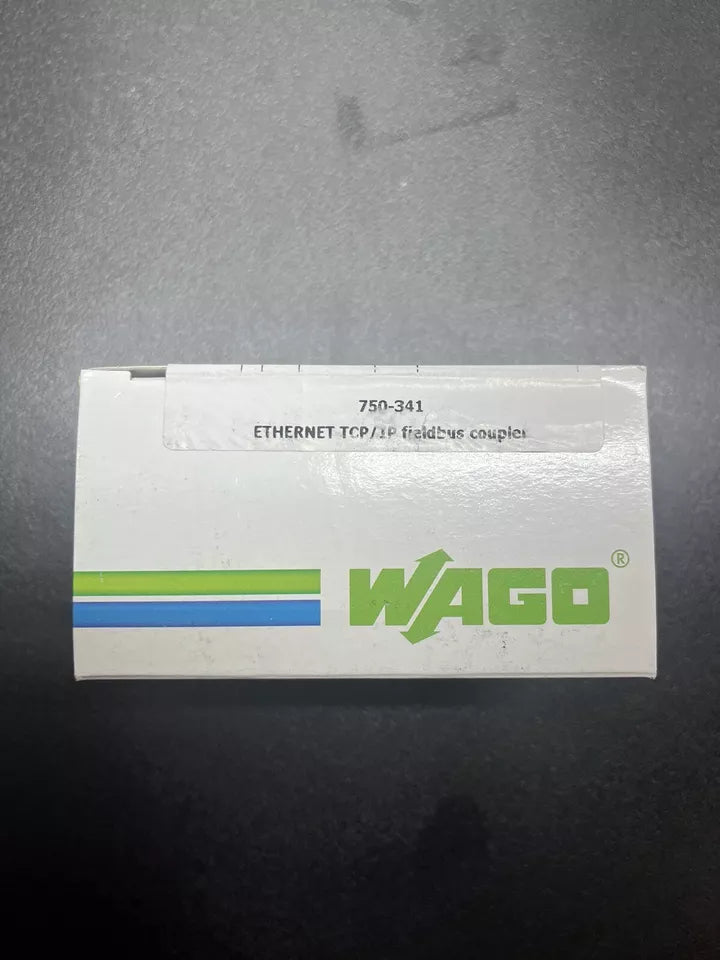 750-341
ETHERNET TCP/IP fieldbus coupler
WAGO®